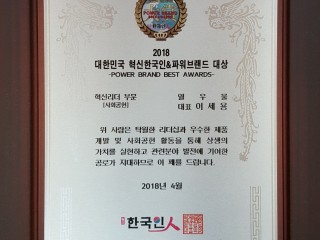 2018
대한민국 혁신한국인&파워브랜드 대상
-POWER BRAND BEST AWARDS-
혁신리더 부문
[사회공헌]
열 우 물
대표 이 세 용
위 사람은 탁월한 리더십과 우수한 제품
개발 및 사회공헌 활동을 통해 상생의
가치를 실현하고 관련분야 발전에 기여한
공로가 지대하므로 이 패를 드립니다.
2018년 4월
한국인人